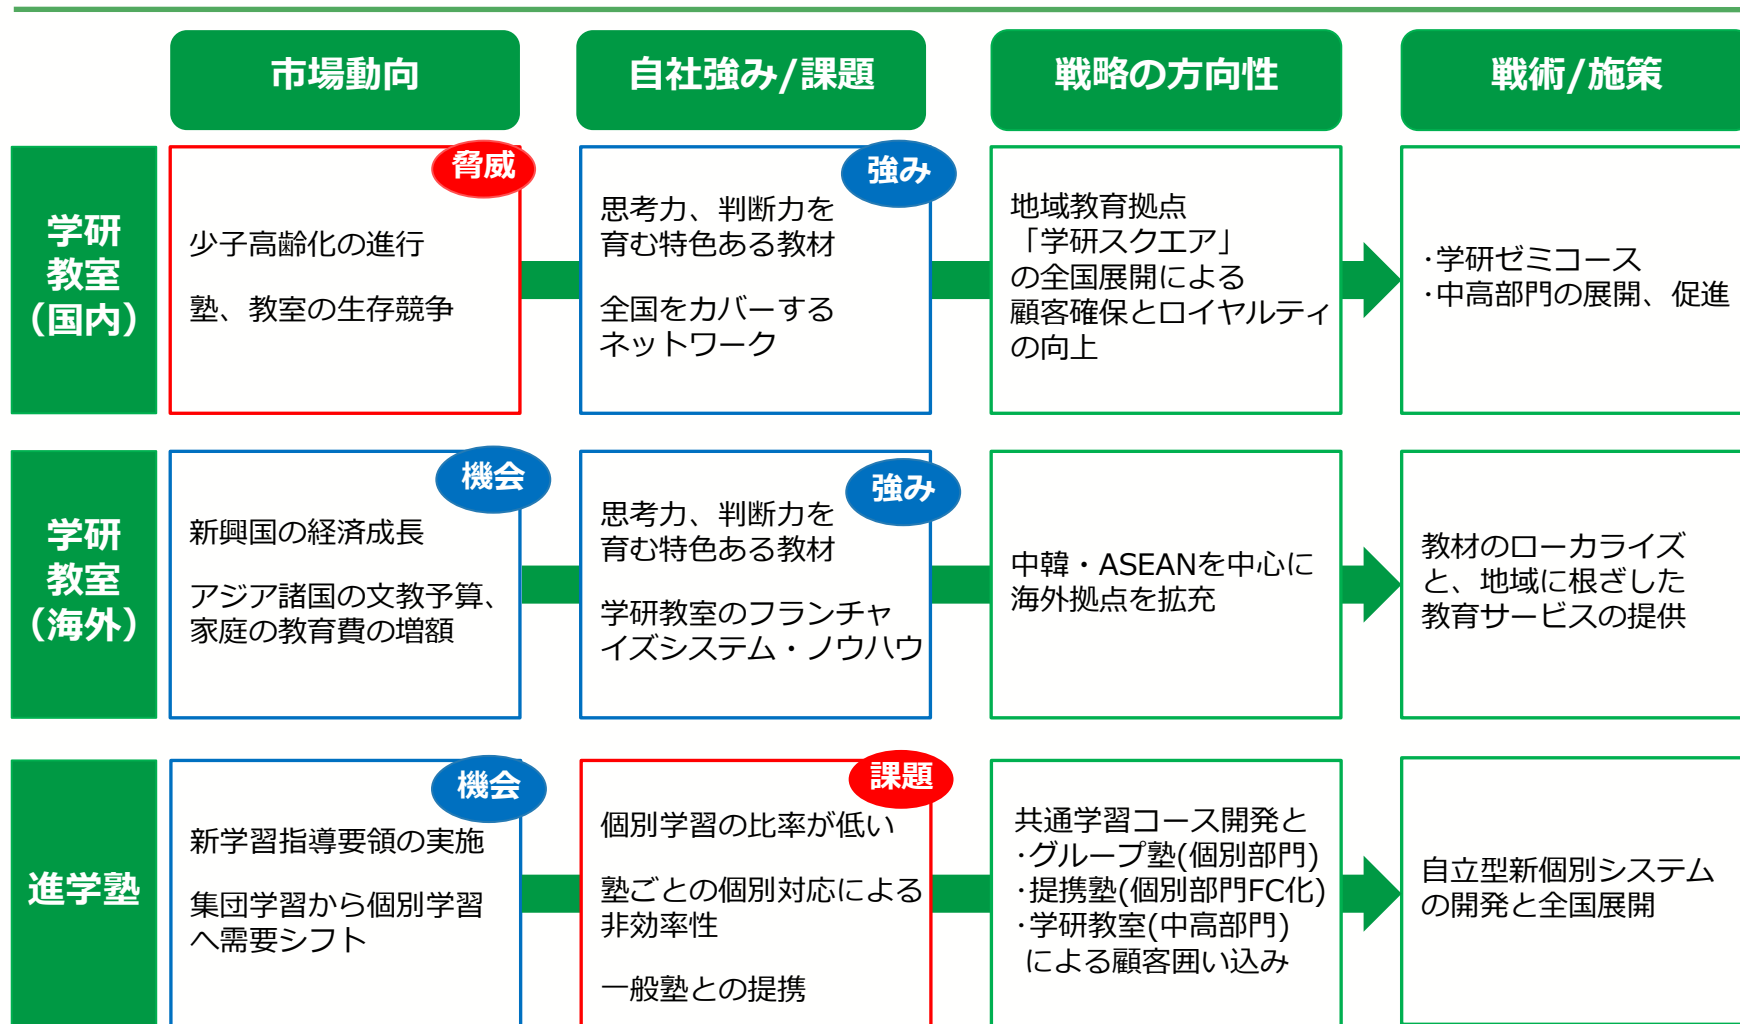 市場動向
自社強み/課題
戦略の方向性
戦術/施策
学研
教室
（国内）
脅威
少子高齢化の進行
塾、教室の生存競争
強み
思考力、判断力を
育む特色ある教材
全国をカバーする
ネットワーク
地域教育拠点
「学研スクエア」
の全国展開による
顧客確保とロイヤルティ
の向上
･学研ゼミコース
･中高部門の展開、促進
学研
教室
（海外）
機会
新興国の経済成長
アジア諸国の文教予算、
家庭の教育費の増額
強み
思考力、判断力を
育む特色ある教材
学研教室のフランチャ
イズシステム・ノウハウ
中韓・ASEANを中心に
海外拠点を拡充
教材のローカライズ
と、地域に根ざした
教育サービスの提供
進学塾
機会
新学習指導要領の実施
集団学習から個別学習
へ需要シフト
課題
個別学習の比率が低い
塾ごとの個別対応による
非効率性
一般塾との提携
共通学習コース開発と
･グループ塾(個別部門)
･提携塾(個別部門FC化)
･学研教室(中高部門)
による顧客囲い込み
自立型新個別システム
の開発と全国展開